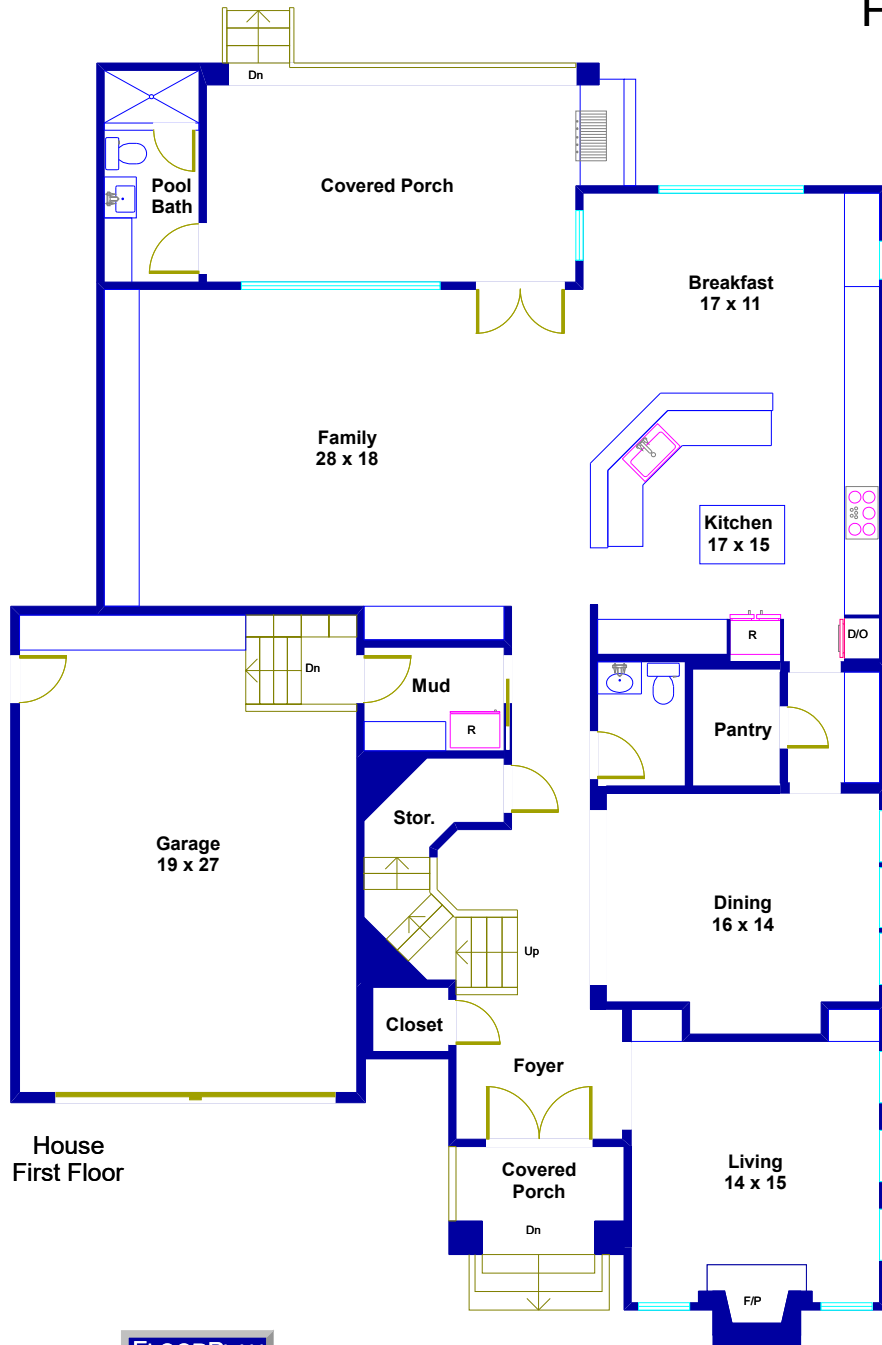 Dn
Pool
Bath
Covered Porch
Breakfast
17 x 11
Family
28 x 18
Kitchen
17 x 15
R
D/O
Dn
Mud
R
Pantry
Stor.
Garage
19 x 27
Dining
16 x 14
Up
Closet
Foyer
House
First Floor
Covered
Porch
Living
14 x 15
Dn
F/P